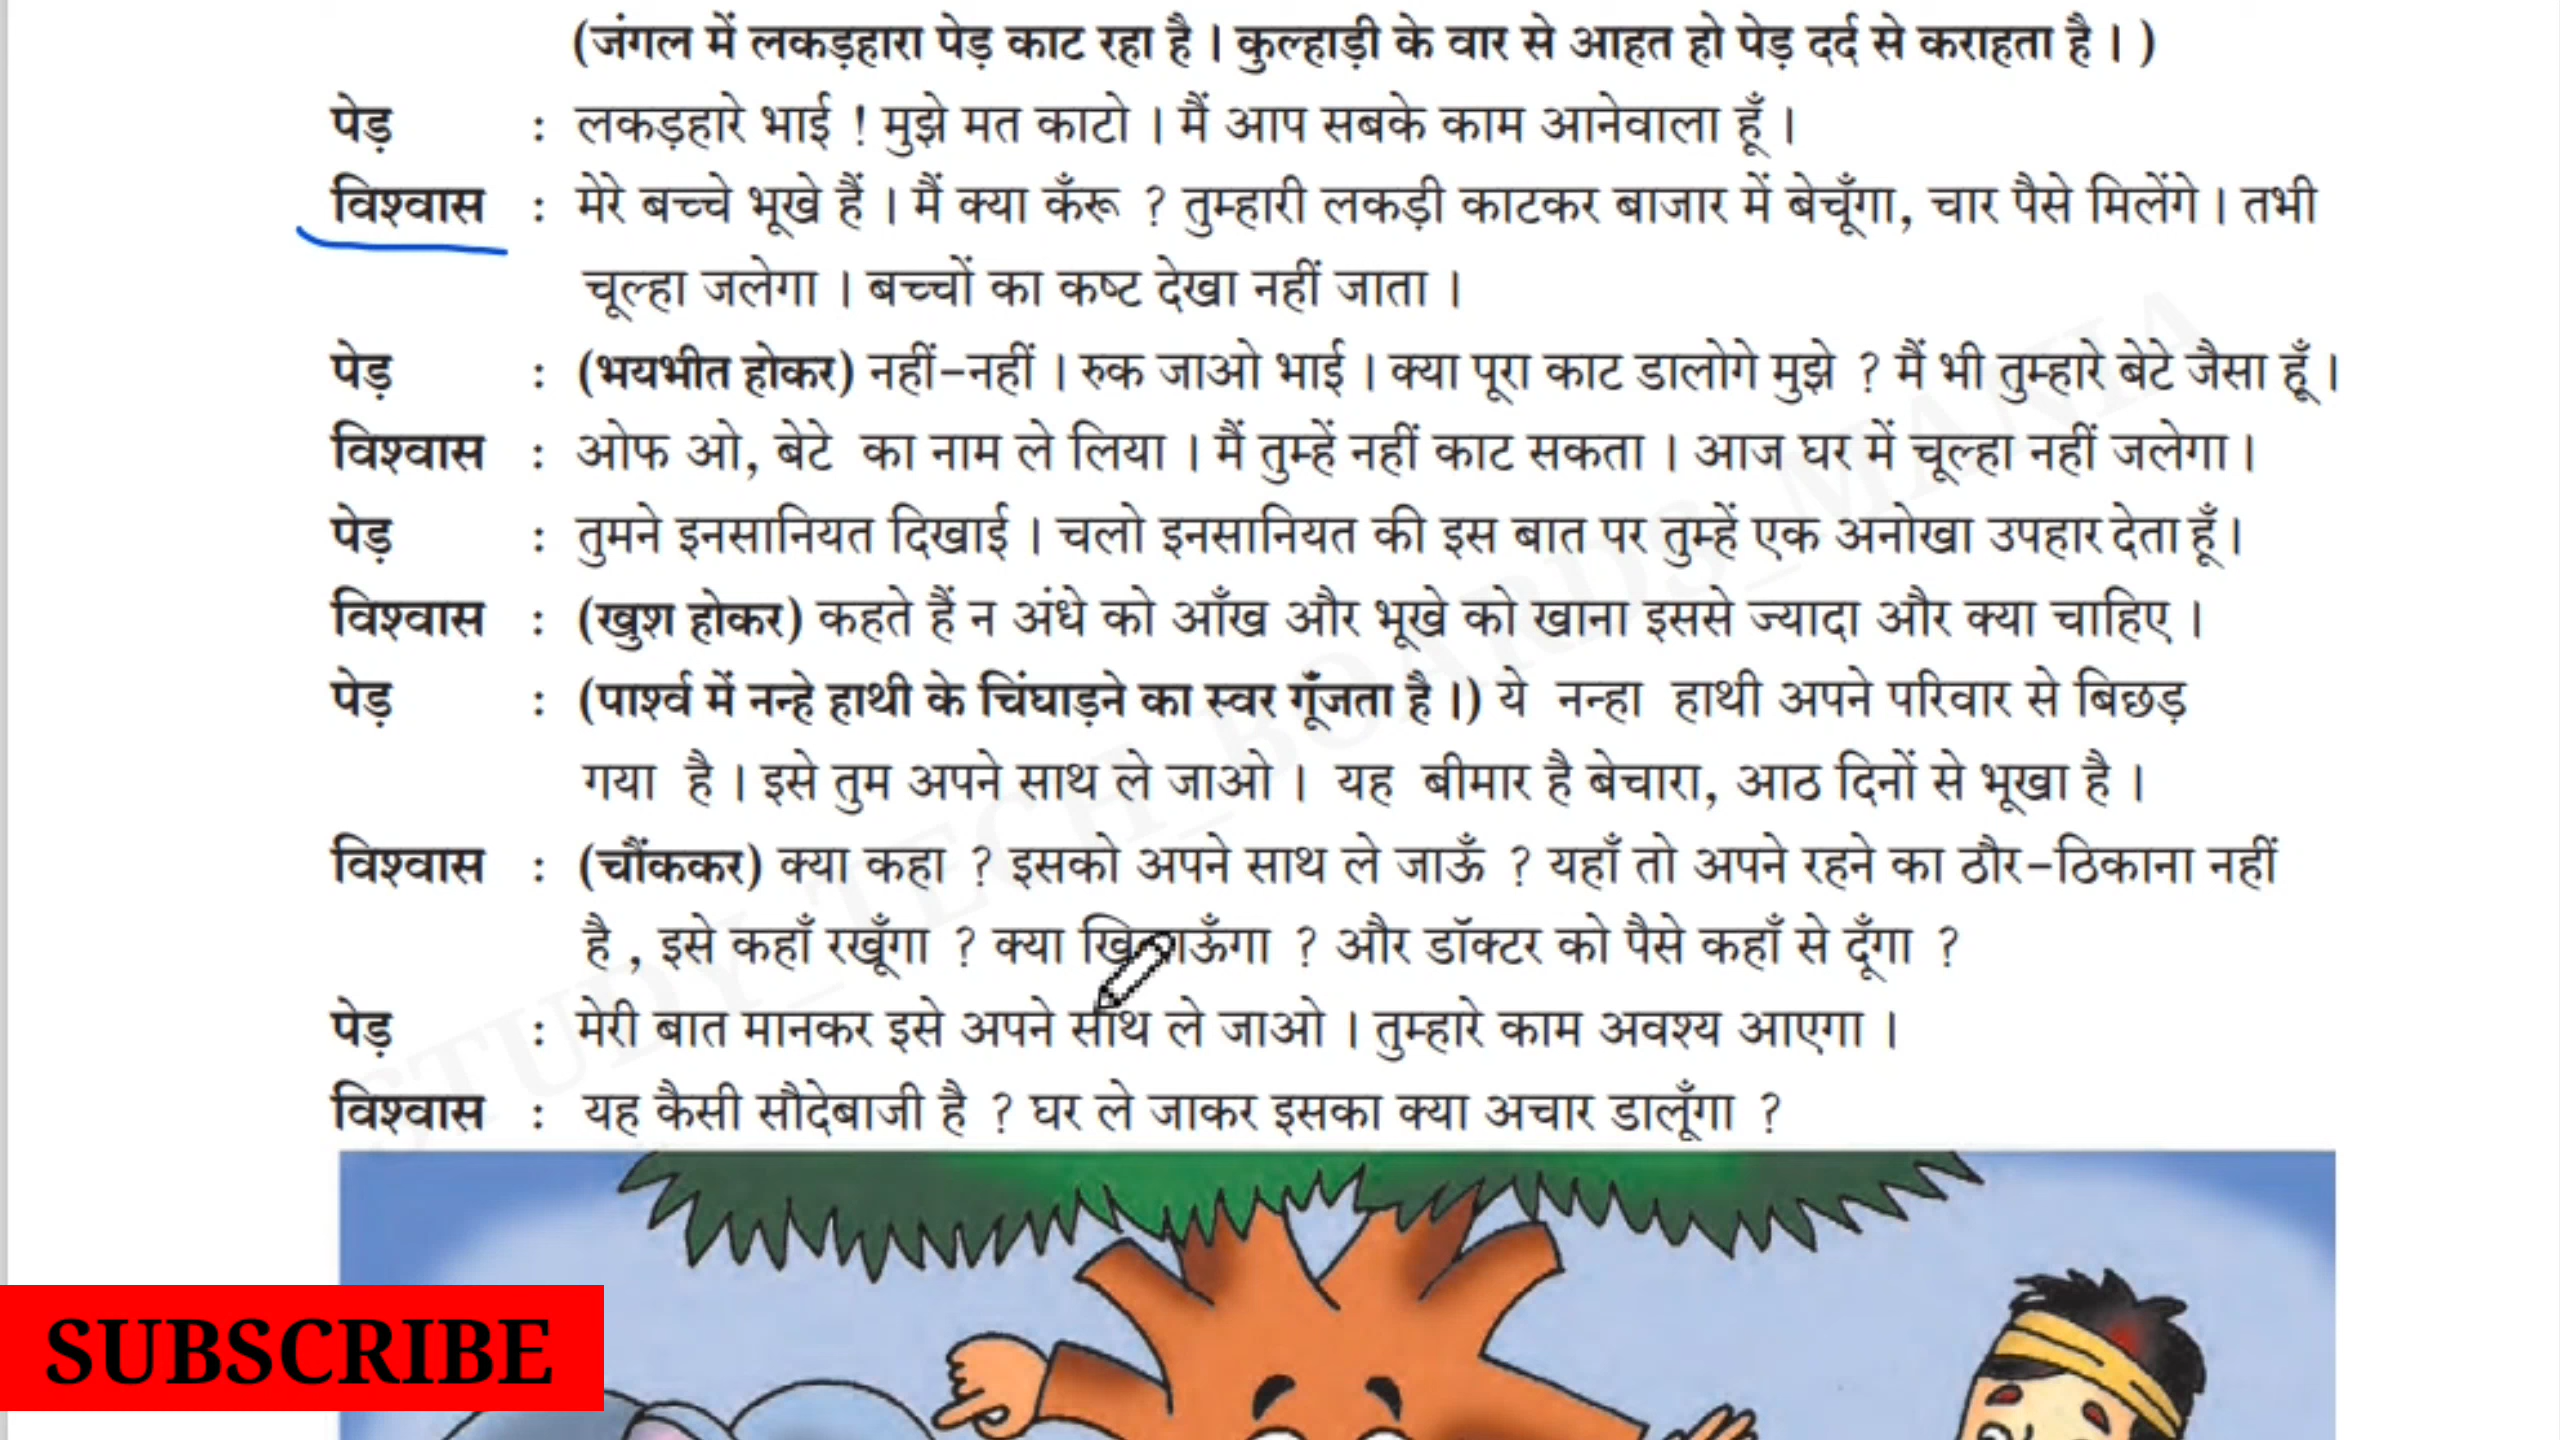 (जंगल में लकड़हारा पेड़ काट रहा है । कुल्हाड़ी के वार से आहत हो पेड़ दर्द से कराहता है । )
पेड़ : लकड़हारे भाई ! मुझे मत काटो । मैं आप सबके काम आनेवाला हूँ ।
विश्वास : मेरे बच्चे भूखे हैं । मैं क्या कँरू ? तुम्हारी लकड़ी काटकर बाजार में बेचूँगा, चार पैसे मिलेंगे । तभी
चूल्हा जलेगा । बच्चों का कष्ट देखा नहीं जाता ।
पेड़ : (भयभीत होकर) नहीं-नहीं । रुक जाओ भाई । क्या पूरा काट डालोगे मुझे ? मैं भी तुम्हारे बेटे जैसा हूँ ।
विश्वास : ओफ ओ, बेटे का नाम ले लिया । मैं तुम्हें नहीं काट सकता । आज घर में चूल्हा नहीं जलेगा ।
पेड़ : तुमने इनसानियत दिखाई । चलो इनसानियत की इस बात पर तुम्हें एक अनोखा उपहार देता हूँ ।
विश्वास : (खुश होकर) कहते हैं न अंधे को आँख और भूखे को खाना इससे ज्यादा और क्या चाहिए ।
पेड़ : (पार्श्व में नन्हे हाथी के चिंघाड़ने का स्वर गूँजता है ।) ये नन्हा हाथी अपने परिवार से बिछड़
गया है । इसे तुम अपने साथ ले जाओ । यह बीमार है बेचारा, आठ दिनों से भूखा है ।
विश्वास : (चौंककर) क्या कहा ? इसको अपने साथ ले जाऊँ ? यहाँ तो अपने रहने का ठौर-ठिकाना नहीं
है , इसे कहाँ रखूँगा ? क्या खिलाऊँगा ? और डॉक्टर को पैसे कहाँ से दूँगा ?
पेड़ : मेरी बात मानकर इसे अपने साथ ले जाओ । तुम्हारे काम अवश्य आएगा ।
विश्वास : यह कैसी सौदेबाजी है ? घर ले जाकर इसका क्या अचार डालूँगा ?
STUDY_TECH_BOARDS_MANIA
SUBSCRIBE